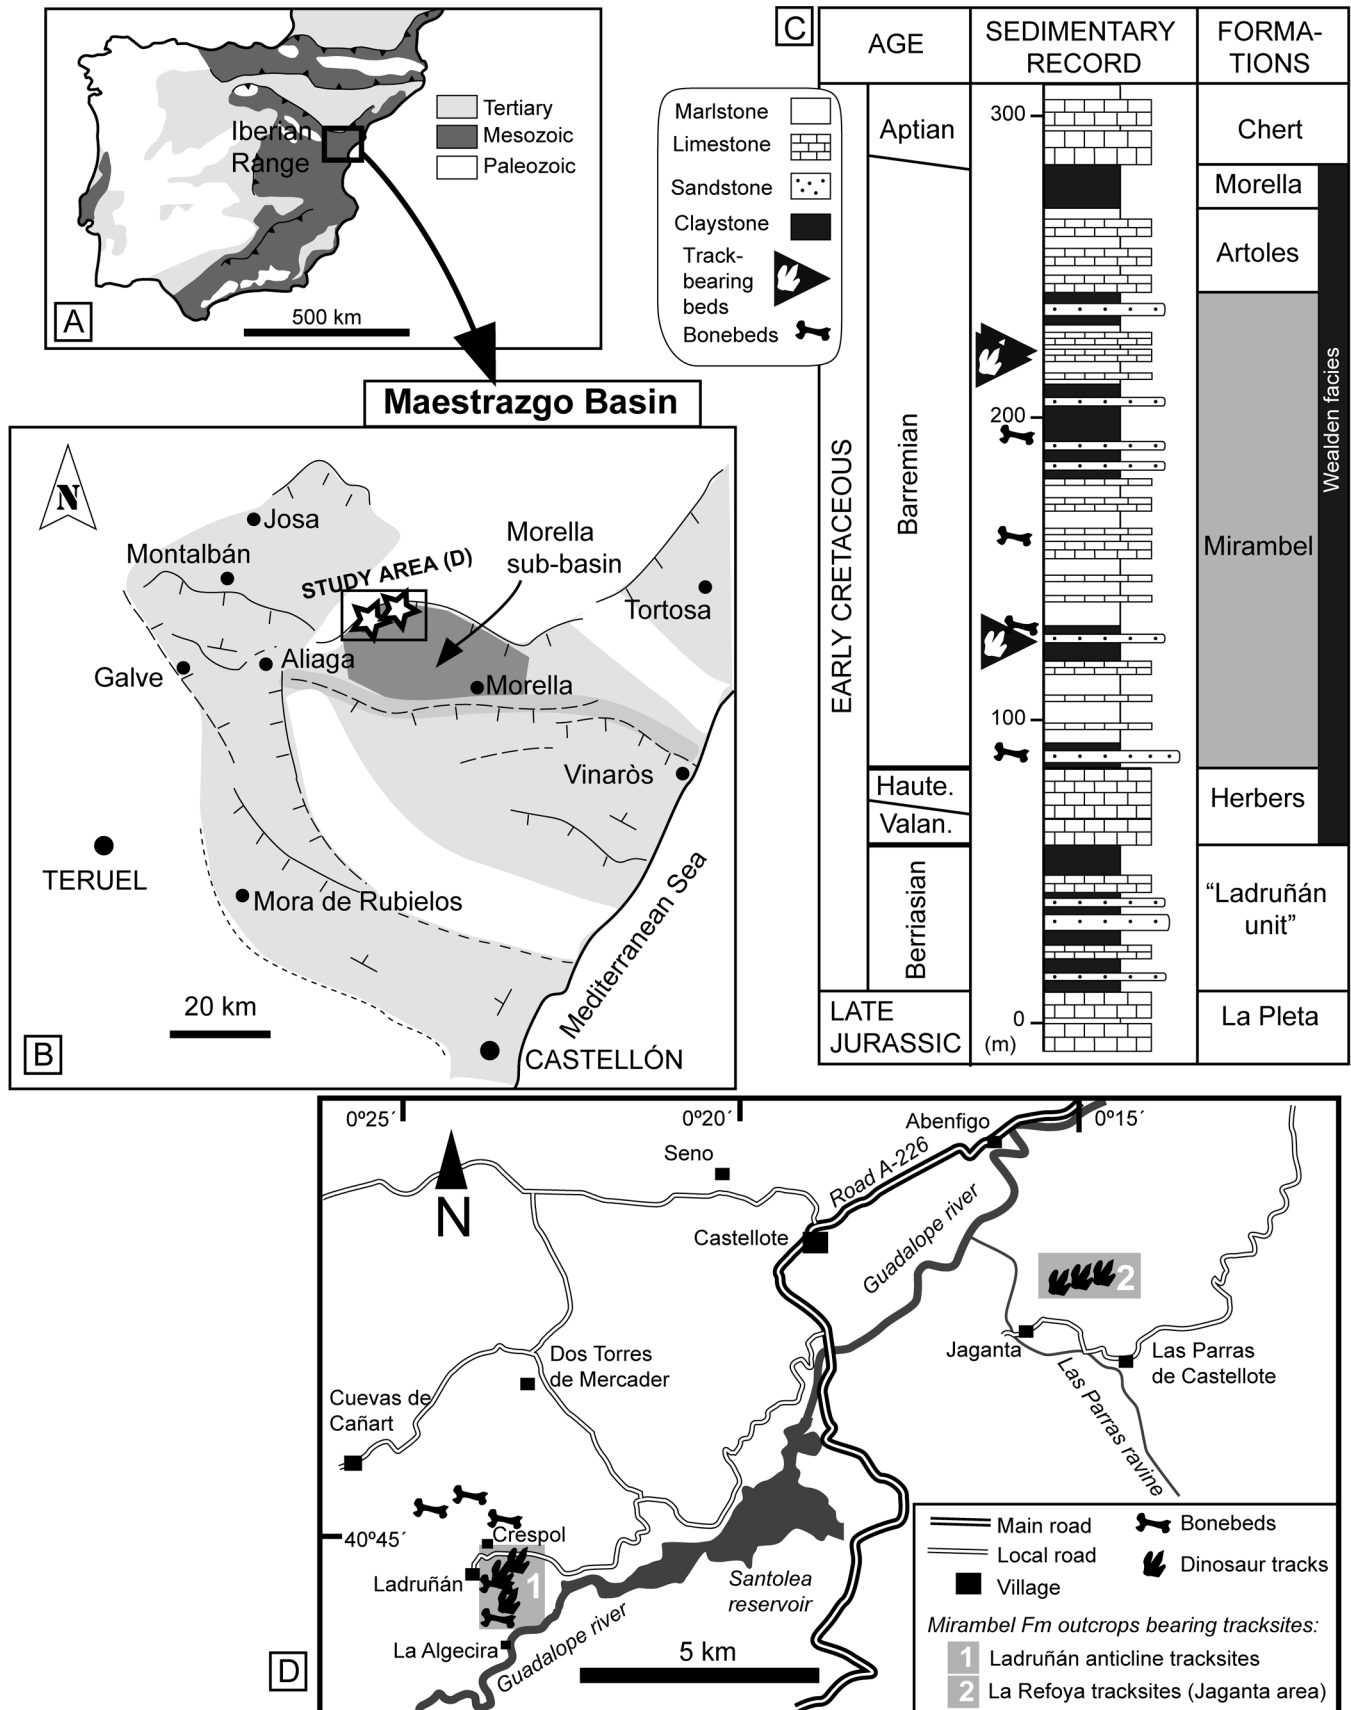 Iberian
Range
Tertiary
Mesozoic
Paleozoic
500 km
A
Maestrazgo Basin
N
Josa
Montalbán
STUDY AREA (D)
Morella
sub-basin
Tortosa
Galve
Aliaga
Morella
Vinaròs
TERUEL
Mora de Rubielos
Mediterranean Sea
20 km
B
CASTELLÓN
C
AGE
SEDIMENTARY
RECORD
FORMA-
TIONS
Marlstone
Limestone
Sandstone
Claystone
Track-
bearing
beds
Bonebeds
Aptian
Barremian
Haute.
Valan.
Berriasian
EARLY CRETACEOUS
LATE
JURASSIC
300
200
100
0
(m)
Chert
Morella
Artoles
Mirambel
Herbers
“Ladruñán
unit”
La Pleta
Wealden facies
0º25´
0º20´
0º15´
N
Seno
Abenfigo
Road A-226
Castellote
Guadalope river
2
Jaganta
Las Parras
de Castellote
Las Parras ravine
Dos Torres
de Mercader
Cuevas de
Cañart
40º45´
Crespol
Ladruñán
1
La Algecira
Guadalope river
Santolea
reservoir
5 km
D
Main road
Local road
Village
Bonebeds
Dinosaur tracks
Mirambel Fm outcrops bearing tracksites:
1 Ladruñán anticline tracksites
2 La Refoya tracksites (Jaganta area)